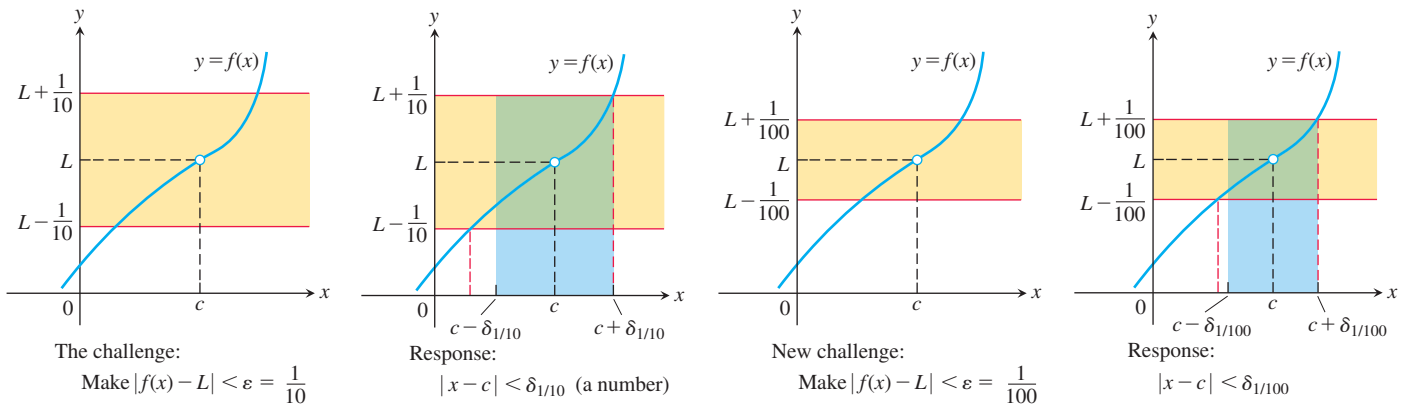 y
y = f(x)
L + 1/10
L
L − 1/10
0
c
x
The challenge:
Make |f(x) − L| < ε = 1/10
y
y = f(x)
L + 1/10
L
L − 1/10
0
c
x
c − δ1/10
c + δ1/10
Response:
|x − c| < δ1/10 (a number)
y
y = f(x)
L + 1/100
L
L − 1/100
0
c
x
New challenge:
Make |f(x) − L| < ε = 1/100
y
y = f(x)
L + 1/100
L
L − 1/100
0
c
x
c − δ1/100
c + δ1/100
Response:
|x − c| < δ1/100